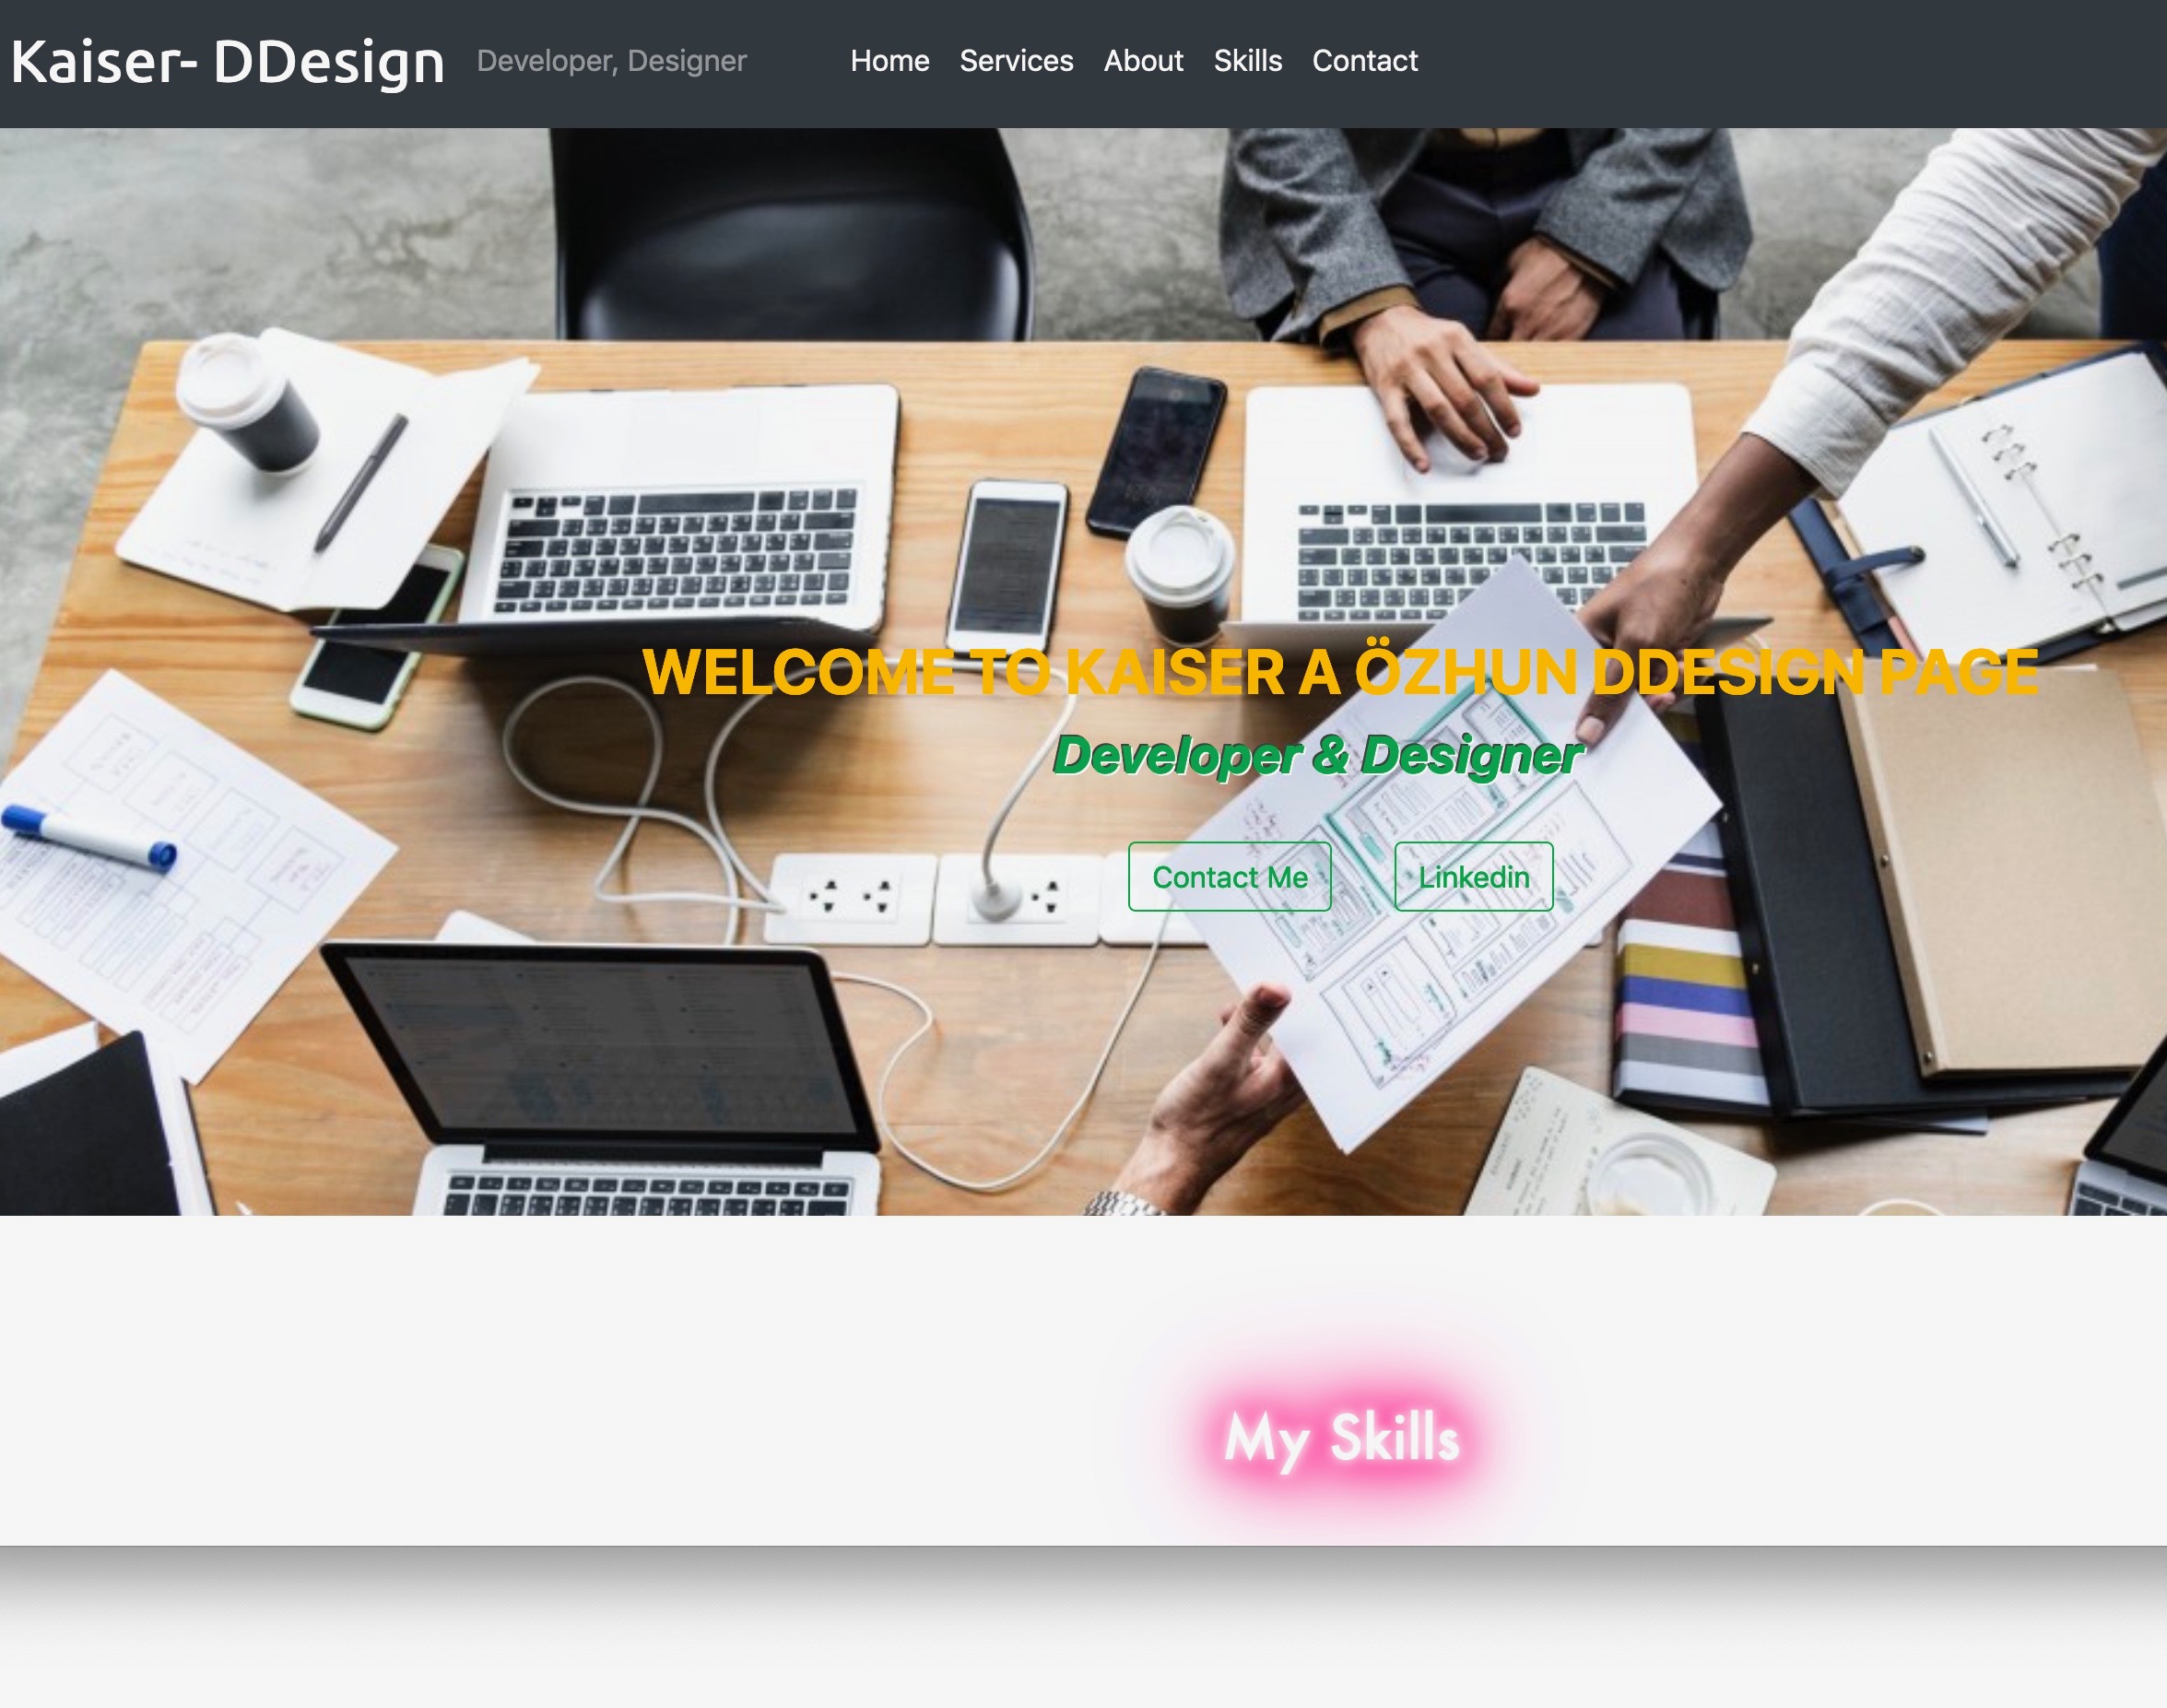 Kaiser- DDesign Developer, Designer Home Services About Skills Contact
WELCOME TO KAISER A ÖZHUN DDESIGN PAGE
Developer & Designer
Contact Me Linkedin
My Skills